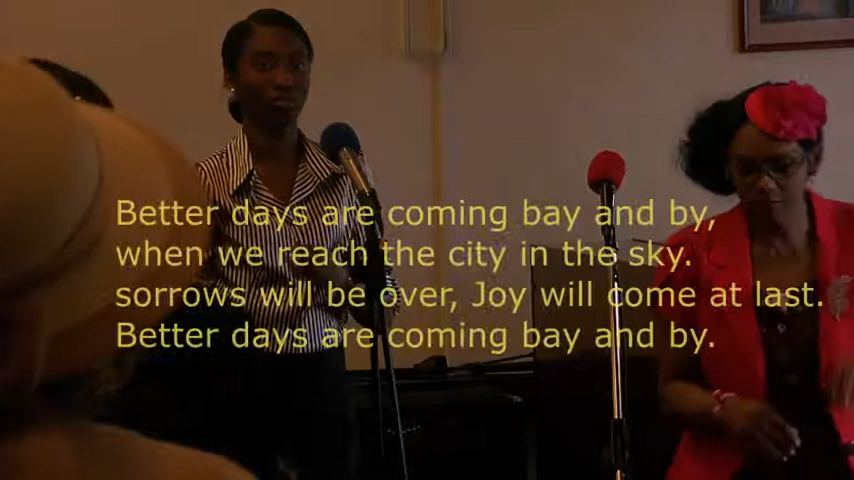 Better days are coming bay and by,
when we reach the city in the sky.
sorrows will be over, Joy will come at last.
Better days are coming bay and by.